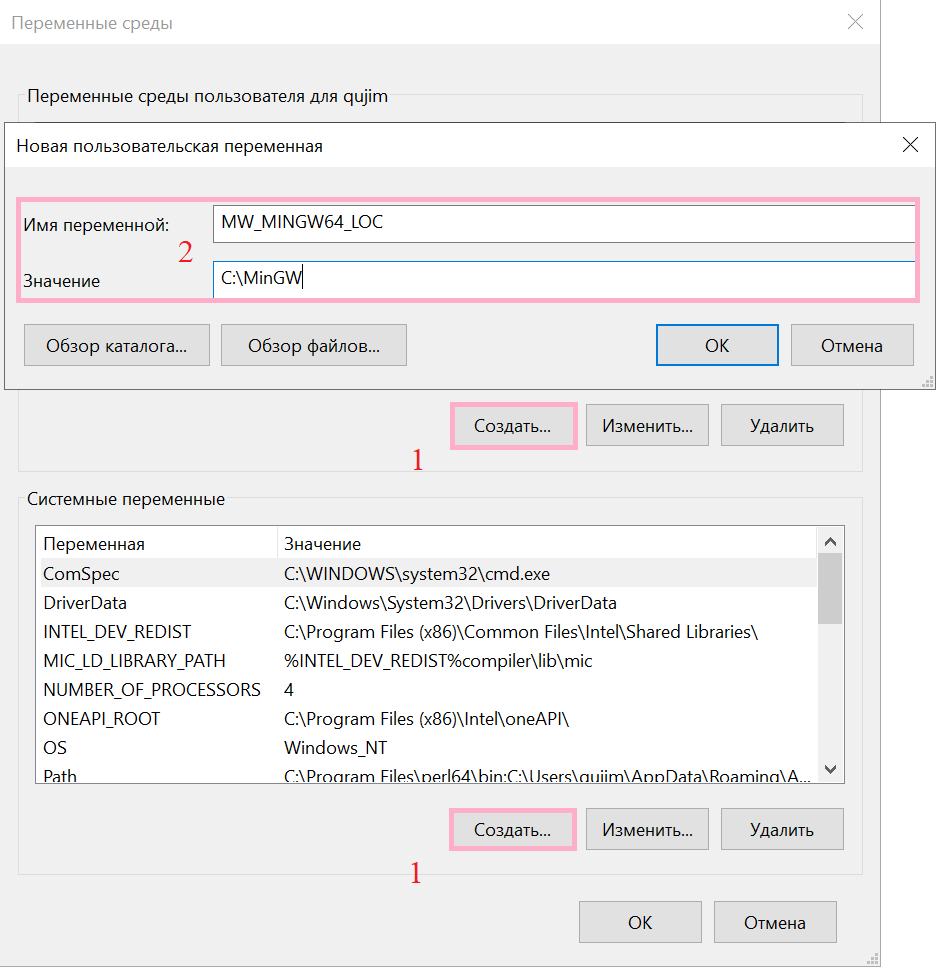 Переменные среды
Переменные среды пользователя для qujim
Новая пользовательская переменная
Имя переменной: MW_MINGW64_LOC
2
Значение C:\MinGW
Обзор каталога... Обзор файлов... ОК Отмена
Создать... Изменить... Удалить
1
Системные переменные
Переменная Значение
ComSpec C:\WINDOWS\system32\cmd.exe
DriverData C:\Windows\System32\Drivers\DriverData
INTEL_DEV_REDIST C:\Program Files (x86)\Common Files\Intel\Shared Libraries\
MIC_LD_LIBRARY_PATH %INTEL_DEV_REDIST%compiler\lib\mic
NUMBER_OF_PROCESSORS 4
ONEAPI_ROOT C:\Program Files (x86)\Intel\oneAPI\
OS Windows_NT
Path C:\Program Files\perl64\bin;C:\Users\qujim\AppData\Roaming\A...
Создать... Изменить... Удалить
1
ОК Отмена